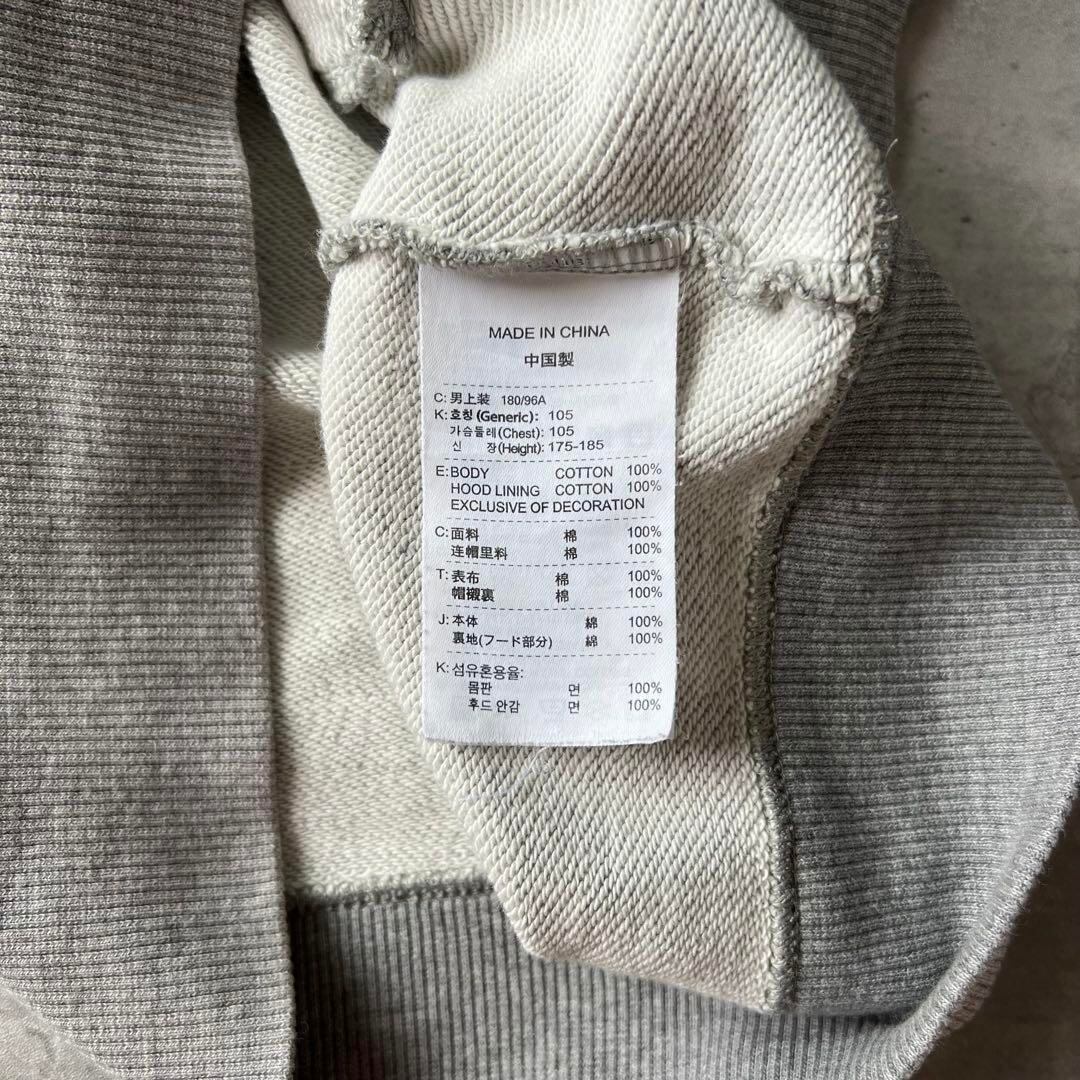 MADE IN CHINA
中国製
C: 男上装 180/96A
K: 호칭 (Generic): 105
가슴둘레(Chest): 105
신 장(Height): 175-185
E: BODY COTTON 100%
HOOD LINING COTTON 100%
EXCLUSIVE OF DECORATION
C: 面料 棉 100%
连帽里料 棉 100%
T: 表布 棉 100%
帽襯裏 棉 100%
J: 本体 綿 100%
裏地(フード部分) 綿 100%
K: 섬유혼용율:
몸판 면 100%
후드 안감 면 100%